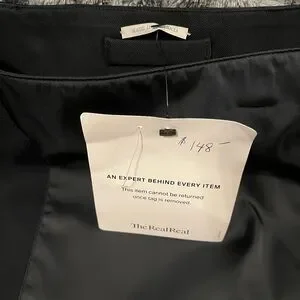 $148-
AN EXPERT BEHIND EVERY ITEM
This item cannot be returned
once tag is removed.
The RealReal